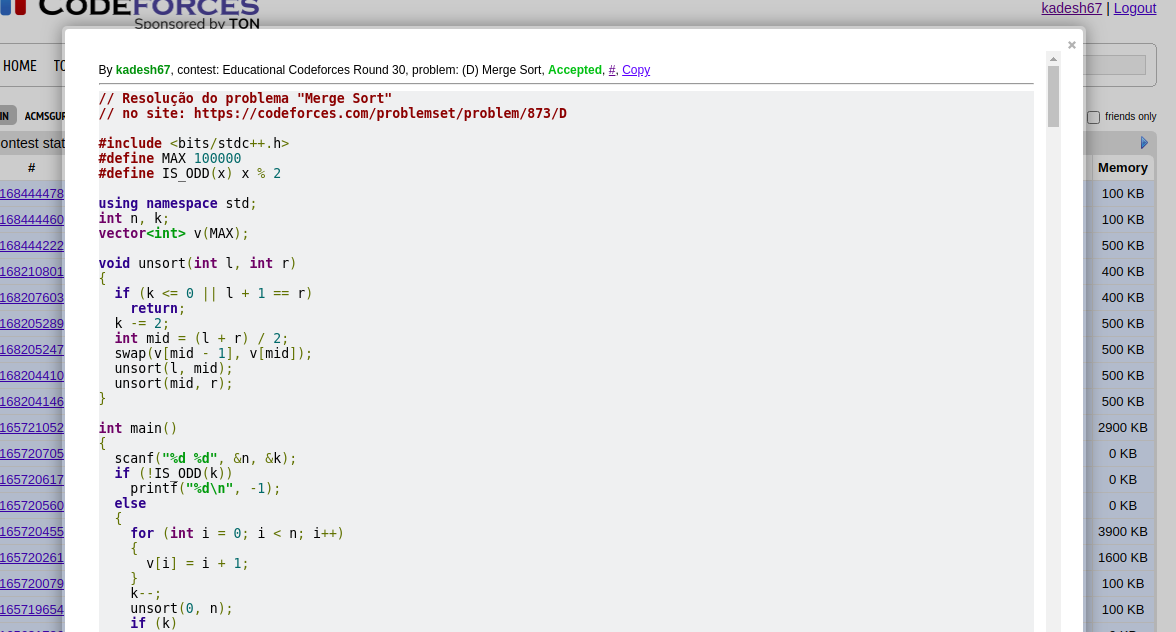 CODEFORCES
Sponsored by TON
kadesh67 | Logout
HOME
By kadesh67, contest: Educational Codeforces Round 30, problem: (D) Merge Sort, Accepted, #, Copy
ACMSGUR
friends only
ontest stat
#
Memory
// Resolução do problema "Merge Sort"
// no site: https://codeforces.com/problemset/problem/873/D
#include <bits/stdc++.h>
#define MAX 100000
#define IS_ODD(x) x % 2
using namespace std;
int n, k;
vector<int> v(MAX);
void unsort(int l, int r)
{
if (k <= 0 || l + 1 == r)
return;
k -= 2;
int mid = (l + r) / 2;
swap(v[mid - 1], v[mid]);
unsort(l, mid);
unsort(mid, r);
}
int main()
{
scanf("%d %d", &n, &k);
if (!IS_ODD(k))
printf("%d\n", -1);
else
{
for (int i = 0; i < n; i++)
{
v[i] = i + 1;
}
k--;
unsort(0, n);
if (k)
168444478 100 KB
168444460 100 KB
168444222 500 KB
168210801 400 KB
168207603 400 KB
168205289 500 KB
168205247 500 KB
168204410 500 KB
168204146 500 KB
165721052 2900 KB
165720705 0 KB
165720617 0 KB
165720560 0 KB
165720455 3900 KB
165720261 1600 KB
165720079 100 KB
165719654 100 KB